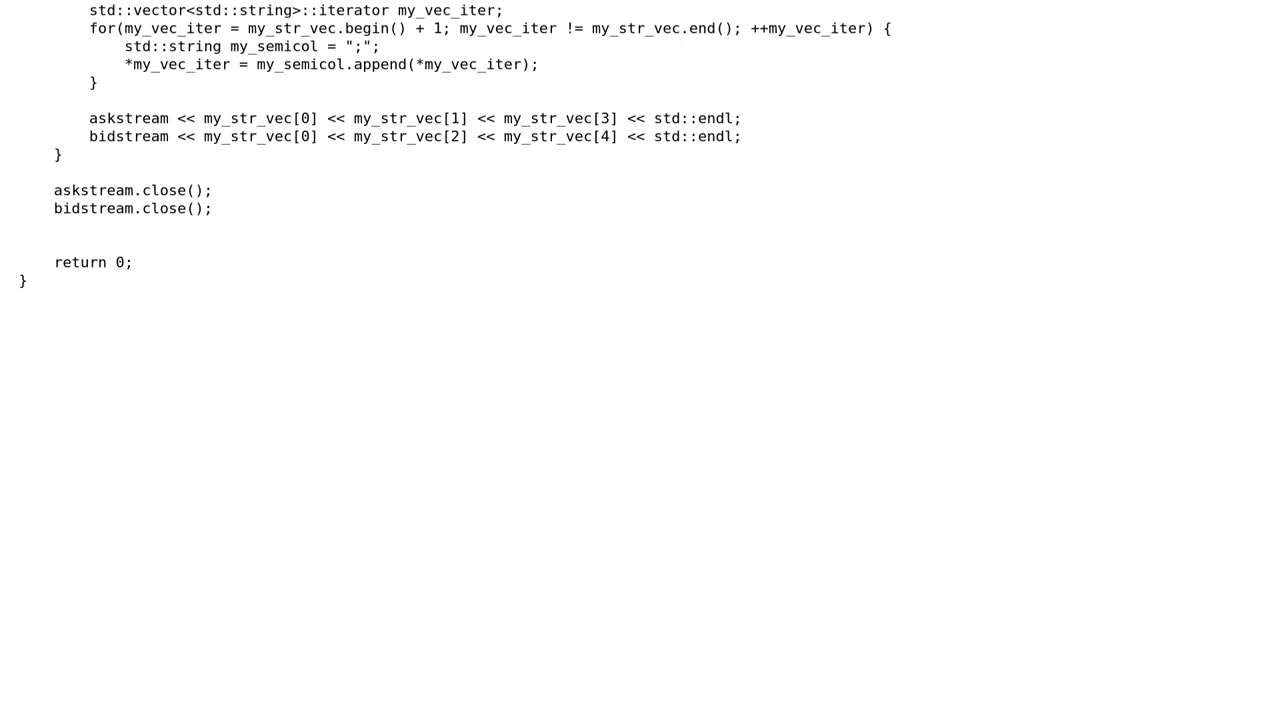 std::vector<std::string>::iterator my_vec_iter;
for(my_vec_iter = my_str_vec.begin() + 1; my_vec_iter != my_str_vec.end(); ++my_vec_iter) {
std::string my_semicol = ";";
*my_vec_iter = my_semicol.append(*my_vec_iter);
}
askstream << my_str_vec[0] << my_str_vec[1] << my_str_vec[3] << std::endl;
bidstream << my_str_vec[0] << my_str_vec[2] << my_str_vec[4] << std::endl;
}
askstream.close();
bidstream.close();
return 0;
}